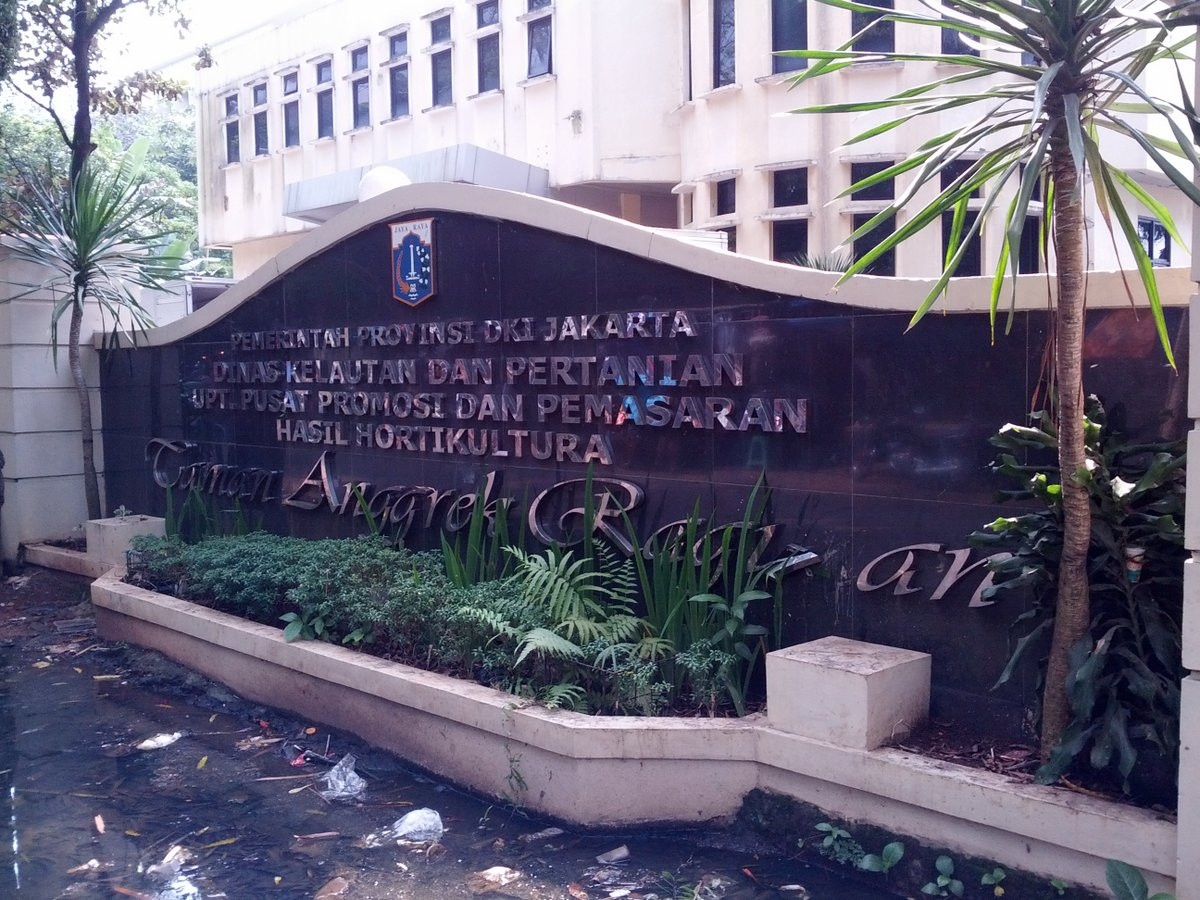 JAYA RAYA
PEMERINTAH PROVINSI DKI JAKARTA
DINAS KELAUTAN DAN PERTANIAN
UPT. PUSAT PROMOSI DAN PEMASARAN
HASIL HORTIKULTURA
Taman Anggrek Ragunan